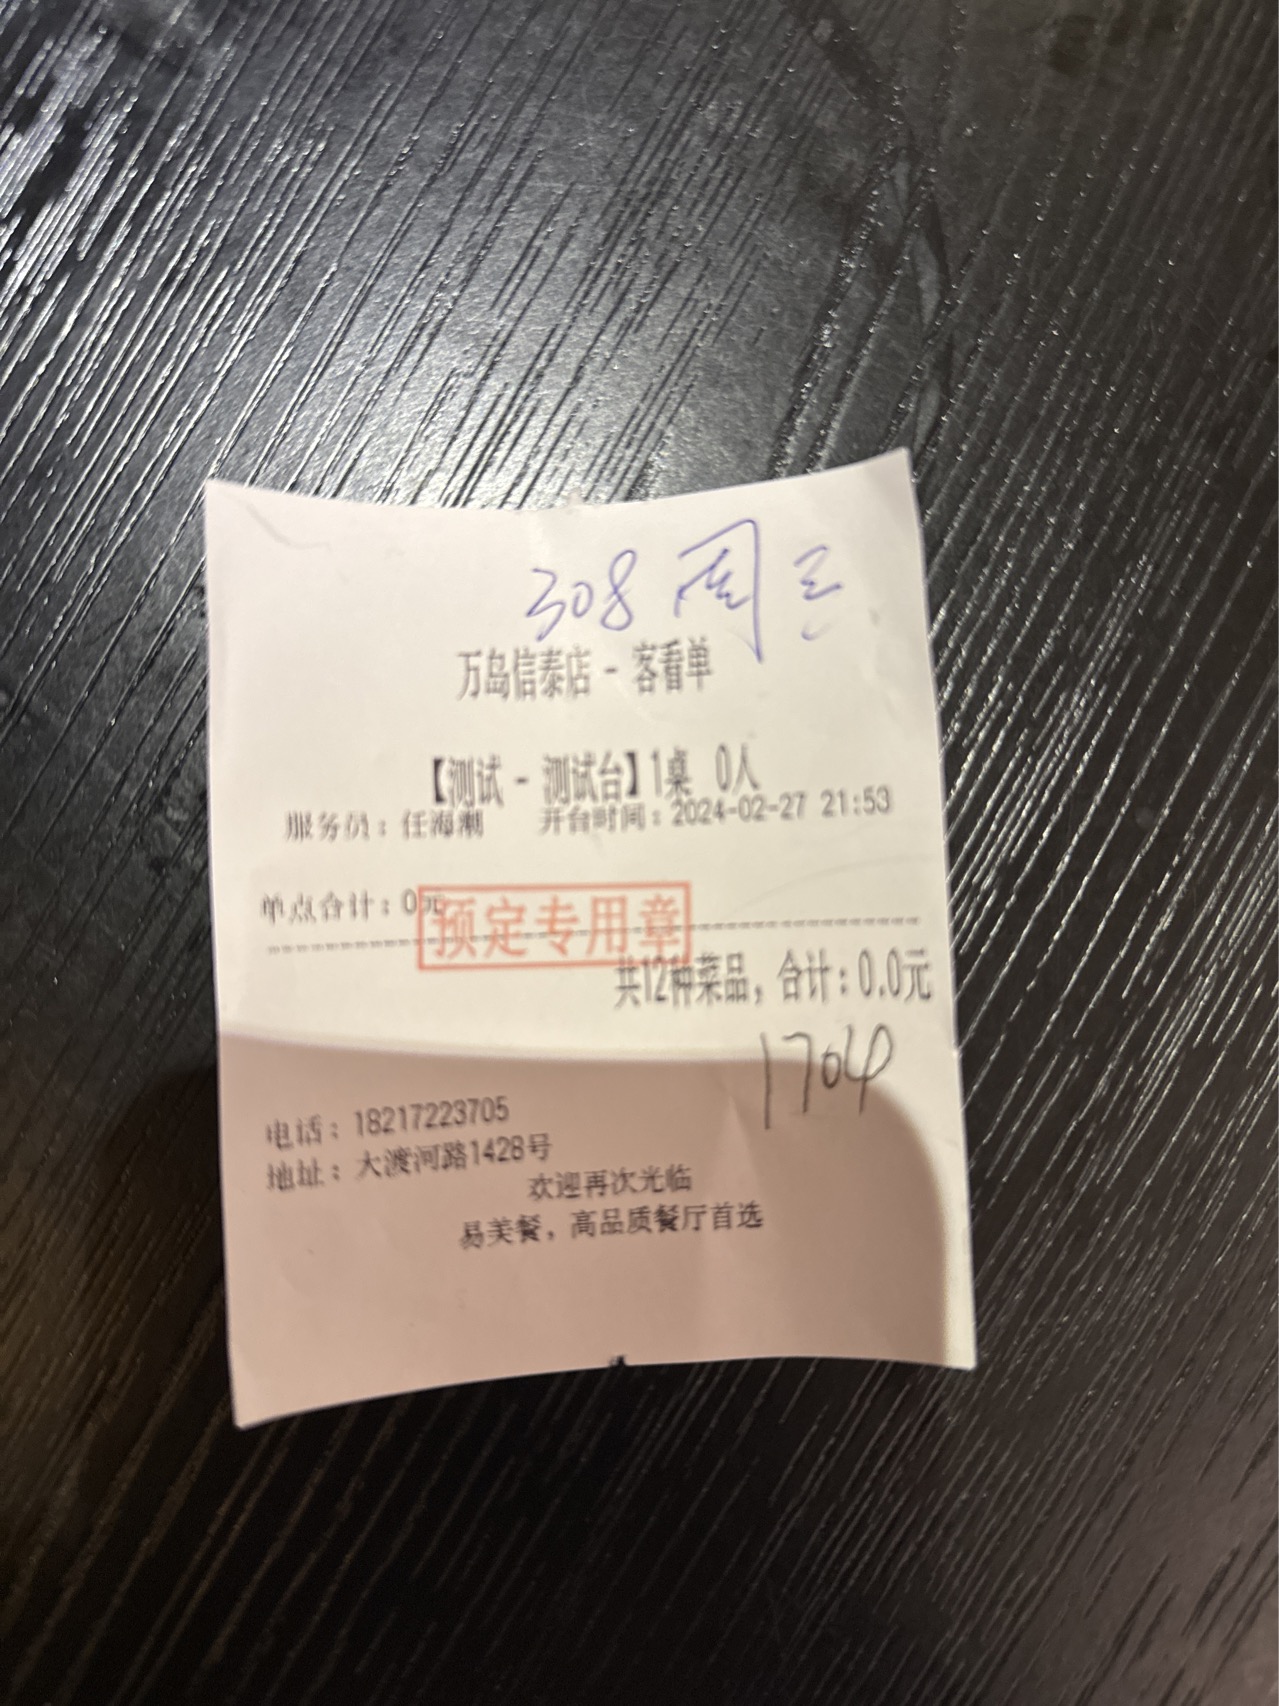 308 周三
万岛信泰店 - 客看单
【测试 - 测试台】1桌 0人
服务员：任海潮 开台时间：2024-02-27 21:53
单点合计：0元
预定专用章
共12种菜品，合计：0.0元
1704
电话：18217223705
地址：大渡河路1428号
欢迎再次光临
易美餐，高品质餐厅首选